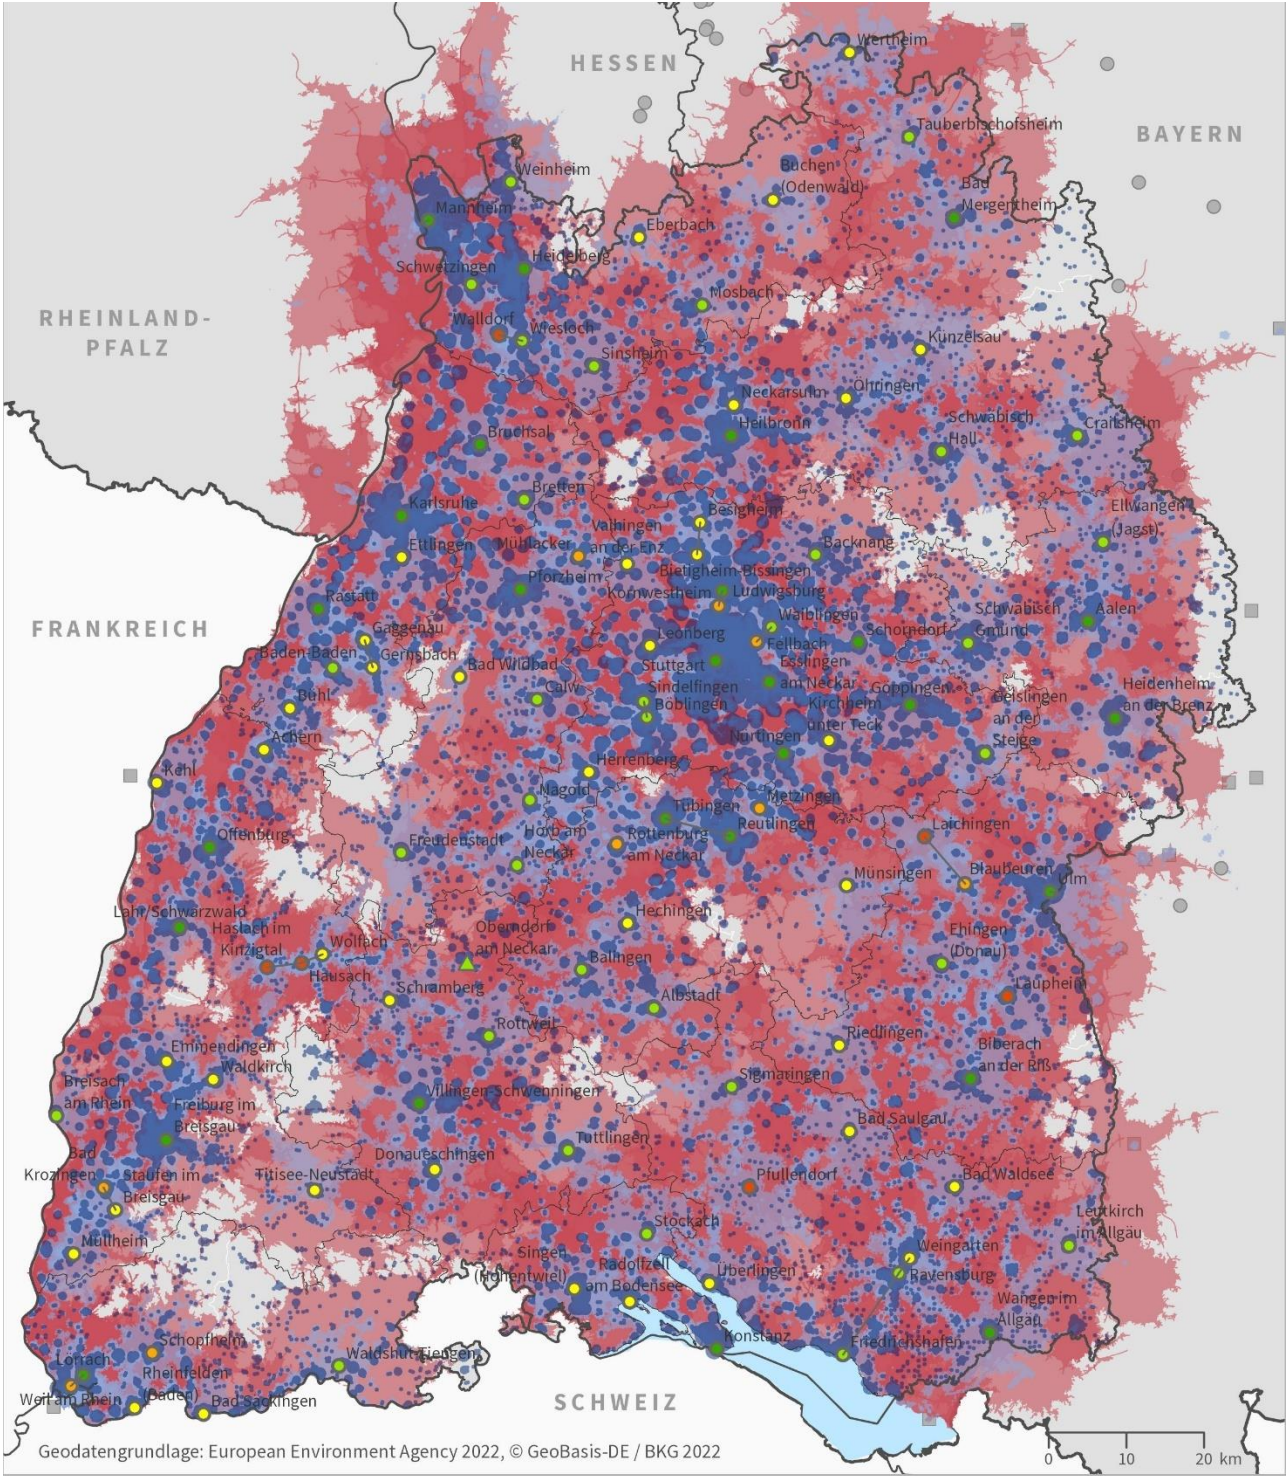 HESSEN
Wertheim
BAYERN
Tauberbischofsheim
Buchen
(Odenwald)
Weinheim
Bad
Mergentheim
Mannheim
Eberbach
Heidelberg
Schwetzingen
Mosbach
RHEINLAND-
PFALZ
Walldorf
Wiesloch
Künzelsau
Sinsheim
Neckarsulm
Öhringen
Heilbronn
Schwäbisch
Hall
Crailsheim
Bruchsal
Bretten
Karlsruhe
Besigheim
Ellwangen
(Jagst)
Vaihingen
an der Enz
Mühlacker
Ettlingen
Backnang
Bietigheim-Bissingen
Pforzheim
Kornwestheim
Ludwigsburg
Rastatt
Waiblingen
Schwäbisch
Gmünd
Aalen
FRANKREICH
Gaggenau
Leonberg
Fellbach
Schorndorf
Baden-Baden
Gernsbach
Bad Wildbad
Stuttgart
Esslingen
am Neckar
Sindelfingen
Böblingen
Calw
Göppingen
Heidenheim
an der Brenz
Bühl
Kirchheim
unter Teck
Geislingen
an der
Steige
Achern
Nürtingen
Kehl
Herrenberg
Nagold
Metzingen
Tübingen
Offenburg
Freudenstadt
Horb am
Neckar
Rottenburg
am Neckar
Reutlingen
Laichingen
Münsingen
Blaubeuren
Ulm
Lahr/Schwarzwald
Haslach im
Kinzigtal
Wolfach
Hausach
Oberndorf
am Neckar
Hechingen
Ehingen
(Donau)
Balingen
Schramberg
Albstadt
Laupheim
Rottweil
Riedlingen
Emmendingen
Waldkirch
Biberach
an der Riß
Breisach
am Rhein
Sigmaringen
Villingen-Schwenningen
Freiburg im
Breisgau
Bad Saulgau
Tuttlingen
Bad
Krozingen
Donaueschingen
Staufen im
Breisgau
Titisee-Neustadt
Pfullendorf
Bad Waldsee
Leutkirch
im Allgäu
Stockach
Müllheim
Weingarten
Singen
(Hohentwiel)
Radolfzell
am Bodensee
Überlingen
Ravensburg
Wangen im
Allgäu
Schopfheim
Konstanz
Friedrichshafen
Lörrach
Waldshut-Tiengen
Rheinfelden
(Baden)
Weil am Rhein
Bad Säckingen
SCHWEIZ
Geodatengrundlage: European Environment Agency 2022, © GeoBasis-DE / BKG 2022
0 10 20 km